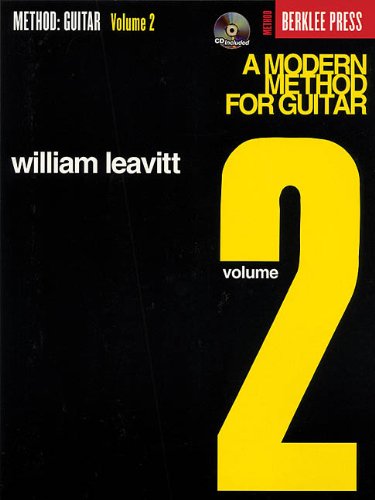 METHOD: GUITAR Volume 2
CD Included
METHOD
BERKLEE PRESS
A MODERN
METHOD
FOR GUITAR
william leavitt
volume
2